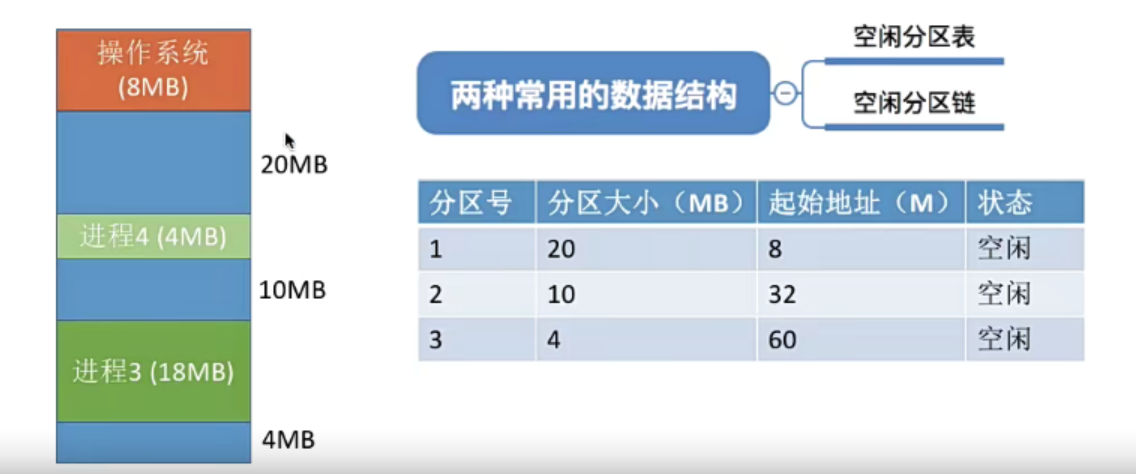 操作系统
(8MB)
20MB
进程4 (4MB)
10MB
进程3 (18MB)
4MB
两种常用的数据结构
空闲分区表
空闲分区链
分区号 分区大小（MB） 起始地址（M） 状态
1 20 8 空闲
2 10 32 空闲
3 4 60 空闲